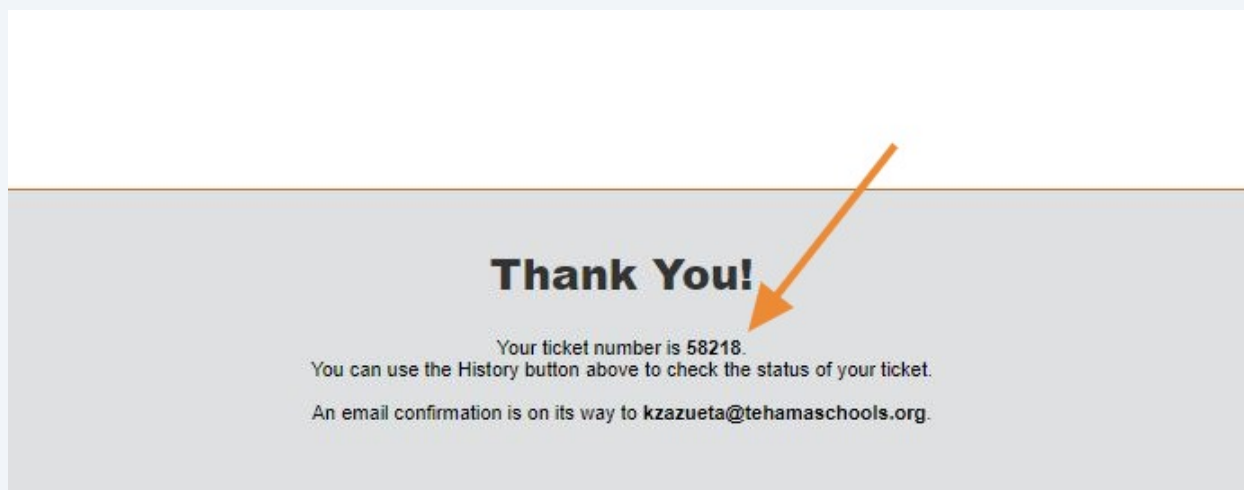 Thank You!
Your ticket number is 58218.
You can use the History button above to check the status of your ticket.
An email confirmation is on its way to kzazueta@tehamaschools.org.